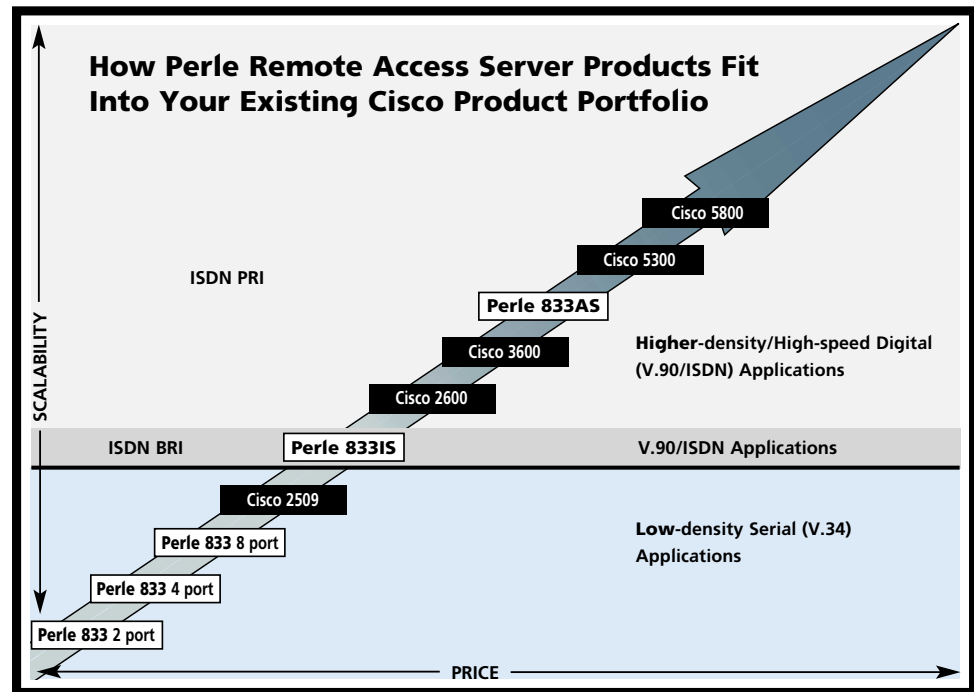 How Perle Remote Access Server Products Fit
Into Your Existing Cisco Product Portfolio
Cisco 5800
Cisco 5300
ISDN PRI
Perle 833AS
SCALABILITY
Higher-density/High-speed Digital
(V.90/ISDN) Applications
Cisco 3600
Cisco 2600
ISDN BRI
Perle 833IS
V.90/ISDN Applications
Cisco 2509
Low-density Serial (V.34)
Applications
Perle 833 8 port
Perle 833 4 port
Perle 833 2 port
PRICE